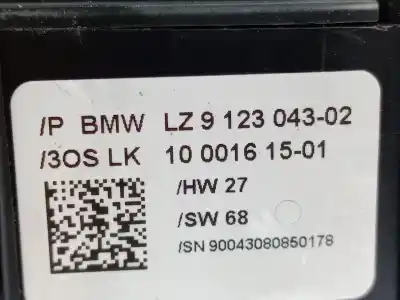 /P BMW LZ 9 123 043-02
/3OS LK 10 0016 15-01
/HW 27
/SW 68
/SN 90043080850178